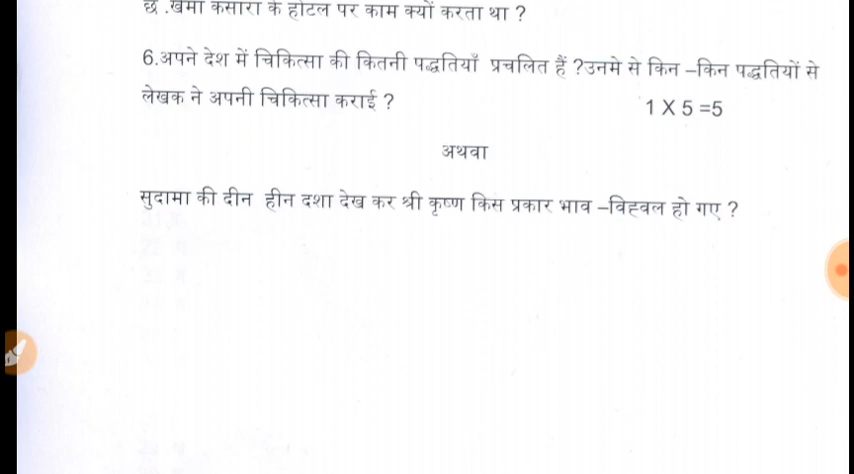 छ .खमा कसारा के होटल पर काम क्यों करता था ?
6.अपने देश में चिकित्सा की कितनी पद्धतियाँ प्रचलित हैं ?उनमे से किन –किन पद्धतियों से
लेखक ने अपनी चिकित्सा कराई ? 1 X 5 =5
अथवा
सुदामा की दीन हीन दशा देख कर श्री कृष्ण किस प्रकार भाव –विह्वल हो गए ?